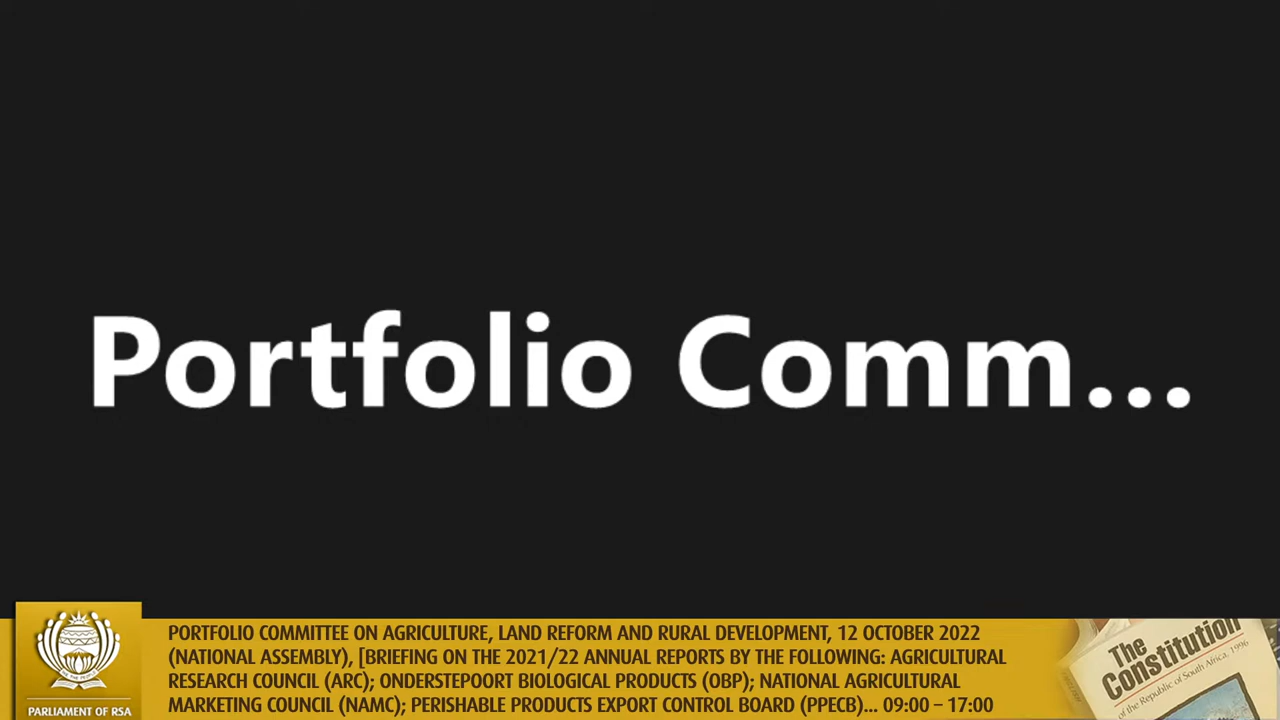 Portfolio Comm...
PORTFOLIO COMMITTEE ON AGRICULTURE, LAND REFORM AND RURAL DEVELOPMENT, 12 OCTOBER 2022
(NATIONAL ASSEMBLY), [BRIEFING ON THE 2021/22 ANNUAL REPORTS BY THE FOLLOWING: AGRICULTURAL
RESEARCH COUNCIL (ARC); ONDERSTEPOORT BIOLOGICAL PRODUCTS (OBP); NATIONAL AGRICULTURAL
MARKETING COUNCIL (NAMC); PERISHABLE PRODUCTS EXPORT CONTROL BOARD (PPECB)... 09:00 – 17:00
PARLIAMENT OF RSA
The
Constitution
of the Republic of South Africa, 1996